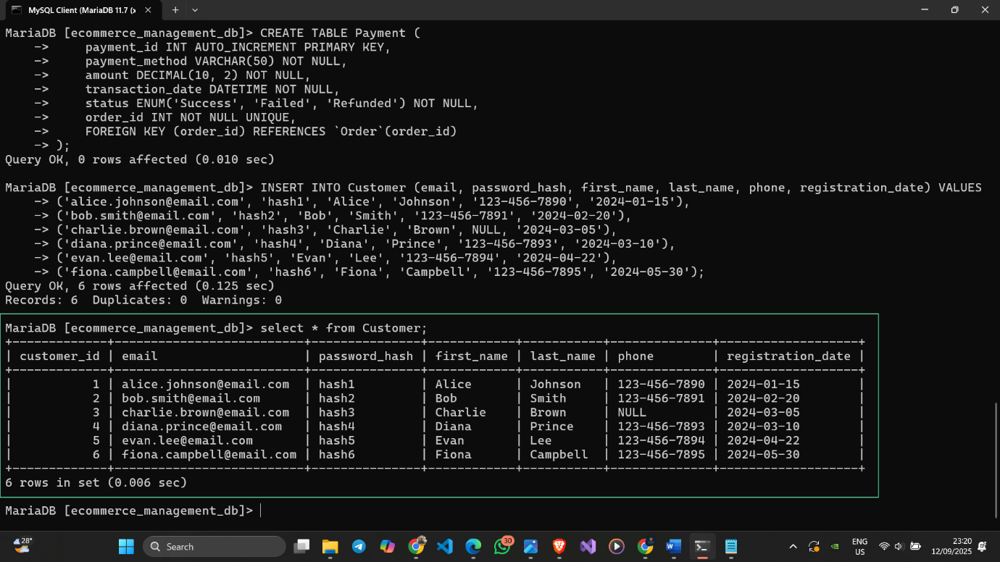 MySQL Client (MariaDB 11.7 (x
MariaDB [ecommerce_management_db]> CREATE TABLE Payment (
    ->     payment_id INT AUTO_INCREMENT PRIMARY KEY,
    ->     payment_method VARCHAR(50) NOT NULL,
    ->     amount DECIMAL(10, 2) NOT NULL,
    ->     transaction_date DATETIME NOT NULL,
    ->     status ENUM('Success', 'Failed', 'Refunded') NOT NULL,
    ->     order_id INT NOT NULL UNIQUE,
    ->     FOREIGN KEY (order_id) REFERENCES `Order`(order_id)
    -> );
Query OK, 0 rows affected (0.010 sec)
MariaDB [ecommerce_management_db]> INSERT INTO Customer (email, password_hash, first_name, last_name, phone, registration_date) VALUES
    -> ('alice.johnson@email.com', 'hash1', 'Alice', 'Johnson', '123-456-7890', '2024-01-15'),
    -> ('bob.smith@email.com', 'hash2', 'Bob', 'Smith', '123-456-7891', '2024-02-20'),
    -> ('charlie.brown@email.com', 'hash3', 'Charlie', 'Brown', NULL, '2024-03-05'),
    -> ('diana.prince@email.com', 'hash4', 'Diana', 'Prince', '123-456-7893', '2024-03-10'),
    -> ('evan.lee@email.com', 'hash5', 'Evan', 'Lee', '123-456-7894', '2024-04-22'),
    -> ('fiona.campbell@email.com', 'hash6', 'Fiona', 'Campbell', '123-456-7895', '2024-05-30');
Query OK, 6 rows affected (0.125 sec)
Records: 6  Duplicates: 0  Warnings: 0
MariaDB [ecommerce_management_db]> select * from Customer;
+-------------+--------------------------+---------------+------------+-----------+--------------+-------------------+
| customer_id | email                    | password_hash | first_name | last_name | phone        | registration_date |
+-------------+--------------------------+---------------+------------+-----------+--------------+-------------------+
|           1 | alice.johnson@email.com  | hash1         | Alice      | Johnson   | 123-456-7890 | 2024-01-15        |
|           2 | bob.smith@email.com      | hash2         | Bob        | Smith     | 123-456-7891 | 2024-02-20        |
|           3 | charlie.brown@email.com  | hash3         | Charlie    | Brown     | NULL         | 2024-03-05        |
|           4 | diana.prince@email.com   | hash4         | Diana      | Prince    | 123-456-7893 | 2024-03-10        |
|           5 | evan.lee@email.com       | hash5         | Evan       | Lee       | 123-456-7894 | 2024-04-22        |
|           6 | fiona.campbell@email.com | hash6         | Fiona      | Campbell  | 123-456-7895 | 2024-05-30        |
+-------------+--------------------------+---------------+------------+-----------+--------------+-------------------+
6 rows in set (0.006 sec)
MariaDB [ecommerce_management_db]>
28°
Search
30
ENG
US
23:20
12/09/2025